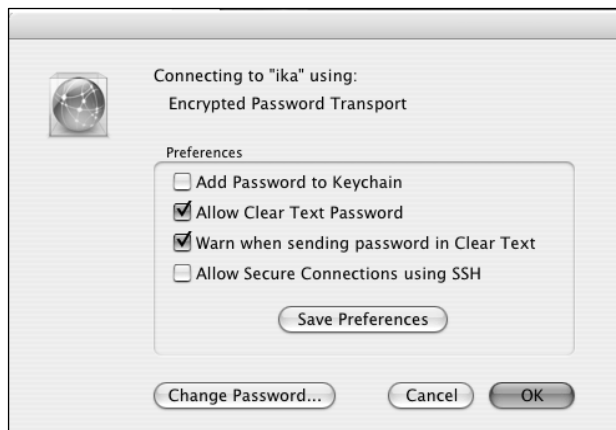 Connecting to "ika" using:
Encrypted Password Transport
Preferences
Add Password to Keychain
Allow Clear Text Password
Warn when sending password in Clear Text
Allow Secure Connections using SSH
Save Preferences
Change Password... Cancel OK